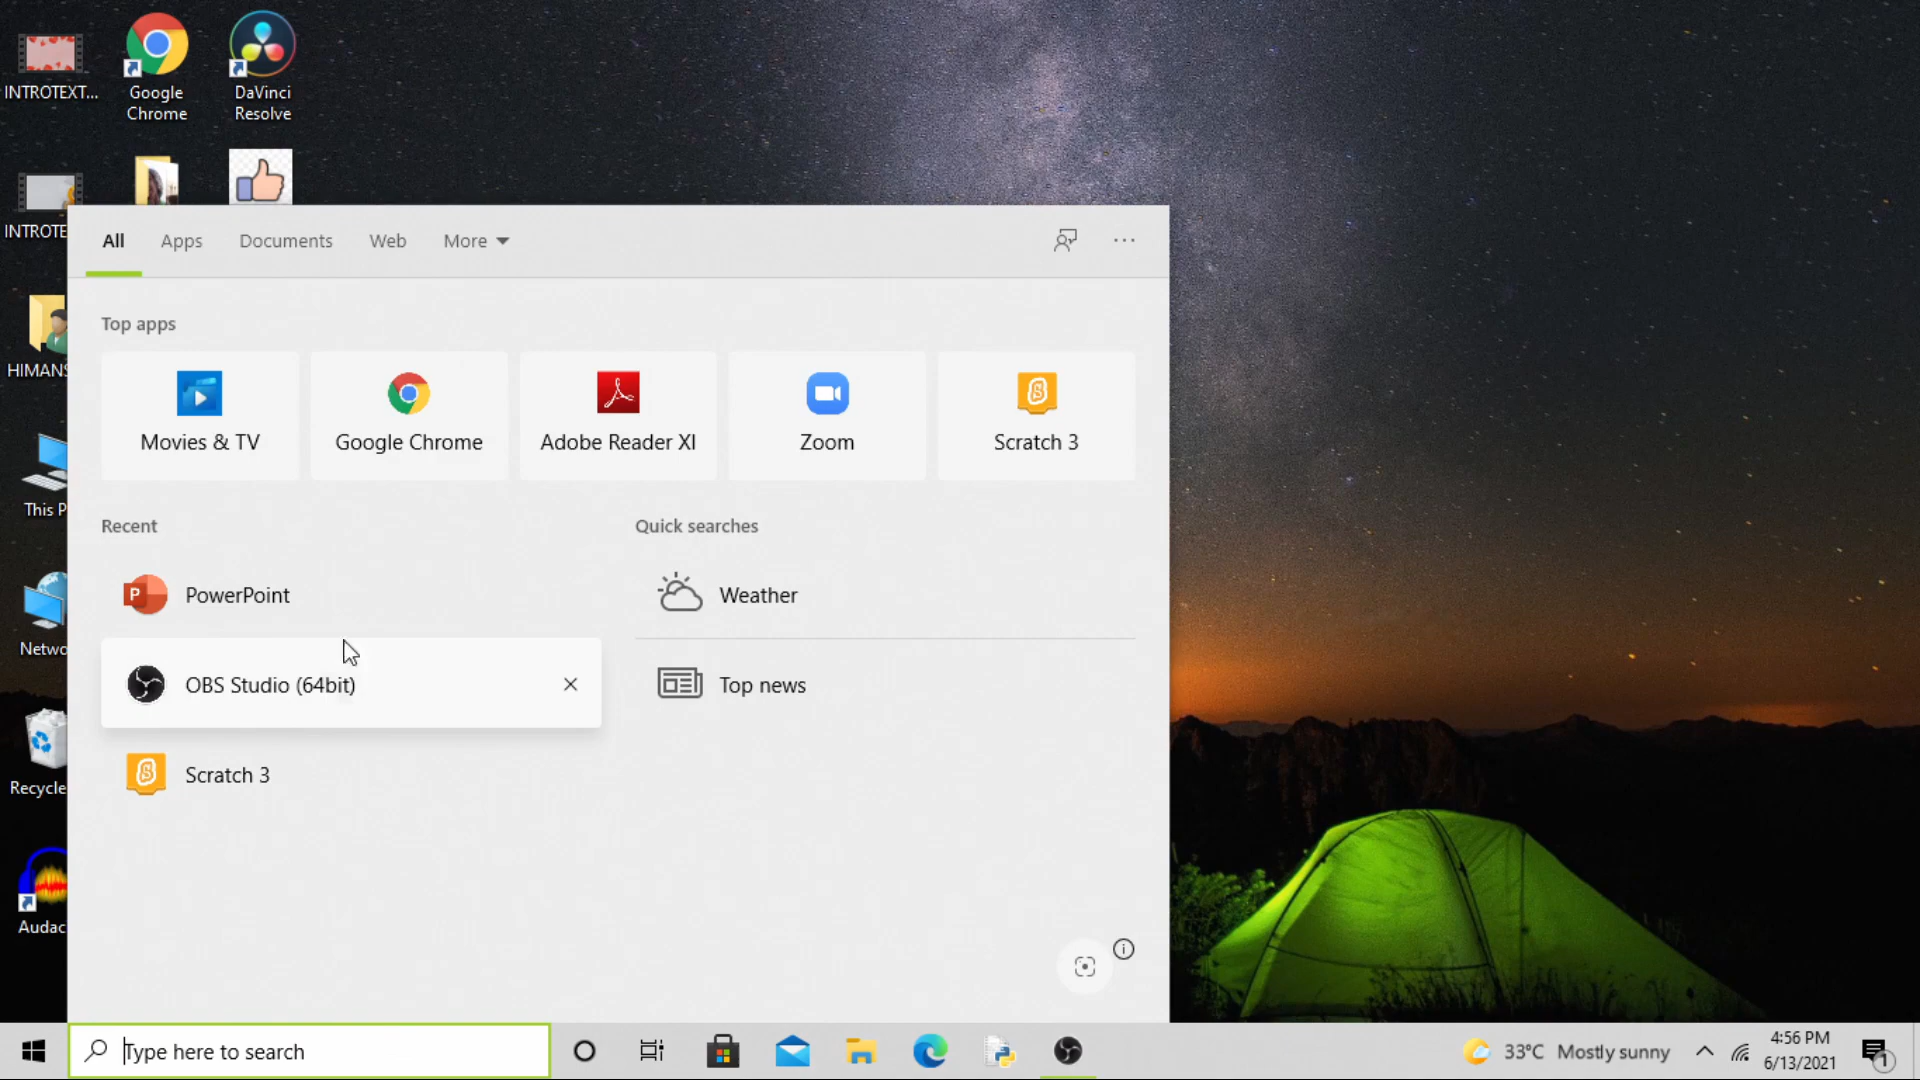 INTROTEXT...
Google
Chrome
DaVinci
Resolve
INTROTE
HIMANS
This P
Netwo
Recycle
Audac
All
Apps
Documents
Web
More
Top apps
Movies & TV
Google Chrome
Adobe Reader XI
Zoom
Scratch 3
Recent
PowerPoint
OBS Studio (64bit)
Scratch 3
Quick searches
Weather
Top news
Type here to search
33°C Mostly sunny
4:56 PM
6/13/2021
1